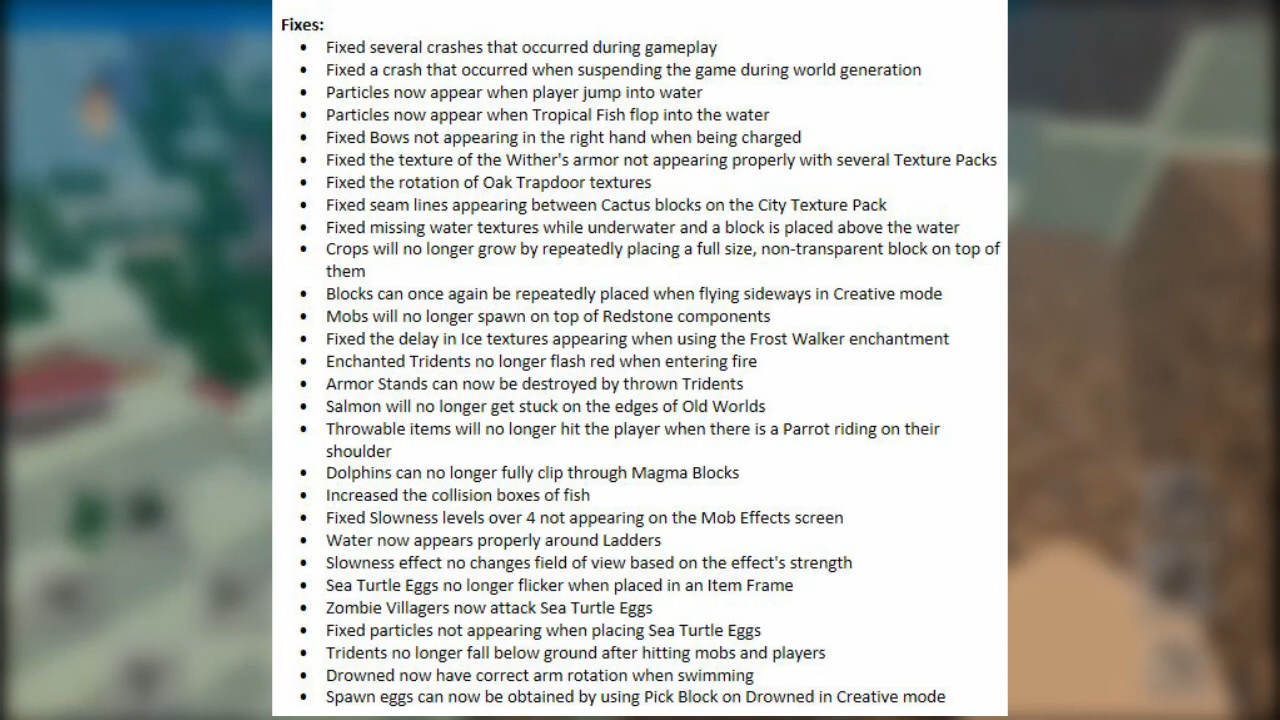 Fixes:
• Fixed several crashes that occurred during gameplay
• Fixed a crash that occurred when suspending the game during world generation
• Particles now appear when player jump into water
• Particles now appear when Tropical Fish flop into the water
• Fixed Bows not appearing in the right hand when being charged
• Fixed the texture of the Wither's armor not appearing properly with several Texture Packs
• Fixed the rotation of Oak Trapdoor textures
• Fixed seam lines appearing between Cactus blocks on the City Texture Pack
• Fixed missing water textures while underwater and a block is placed above the water
• Crops will no longer grow by repeatedly placing a full size, non-transparent block on top of
them
• Blocks can once again be repeatedly placed when flying sideways in Creative mode
• Mobs will no longer spawn on top of Redstone components
• Fixed the delay in Ice textures appearing when using the Frost Walker enchantment
• Enchanted Tridents no longer flash red when entering fire
• Armor Stands can now be destroyed by thrown Tridents
• Salmon will no longer get stuck on the edges of Old Worlds
• Throwable items will no longer hit the player when there is a Parrot riding on their
shoulder
• Dolphins can no longer fully clip through Magma Blocks
• Increased the collision boxes of fish
• Fixed Slowness levels over 4 not appearing on the Mob Effects screen
• Water now appears properly around Ladders
• Slowness effect no changes field of view based on the effect's strength
• Sea Turtle Eggs no longer flicker when placed in an Item Frame
• Zombie Villagers now attack Sea Turtle Eggs
• Fixed particles not appearing when placing Sea Turtle Eggs
• Tridents no longer fall below ground after hitting mobs and players
• Drowned now have correct arm rotation when swimming
• Spawn eggs can now be obtained by using Pick Block on Drowned in Creative mode